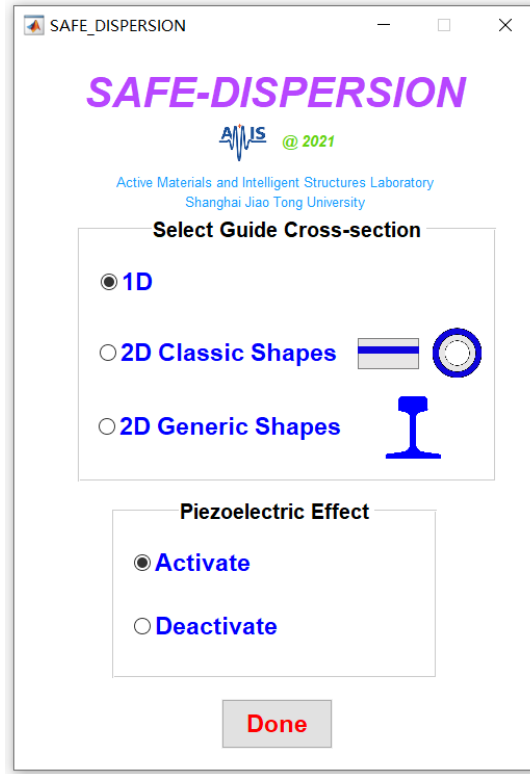 SAFE_DISPERSION
SAFE-DISPERSION
AMIS @ 2021
Active Materials and Intelligent Structures Laboratory
Shanghai Jiao Tong University
Select Guide Cross-section
1D
2D Classic Shapes
2D Generic Shapes
Piezoelectric Effect
Activate
Deactivate
Done